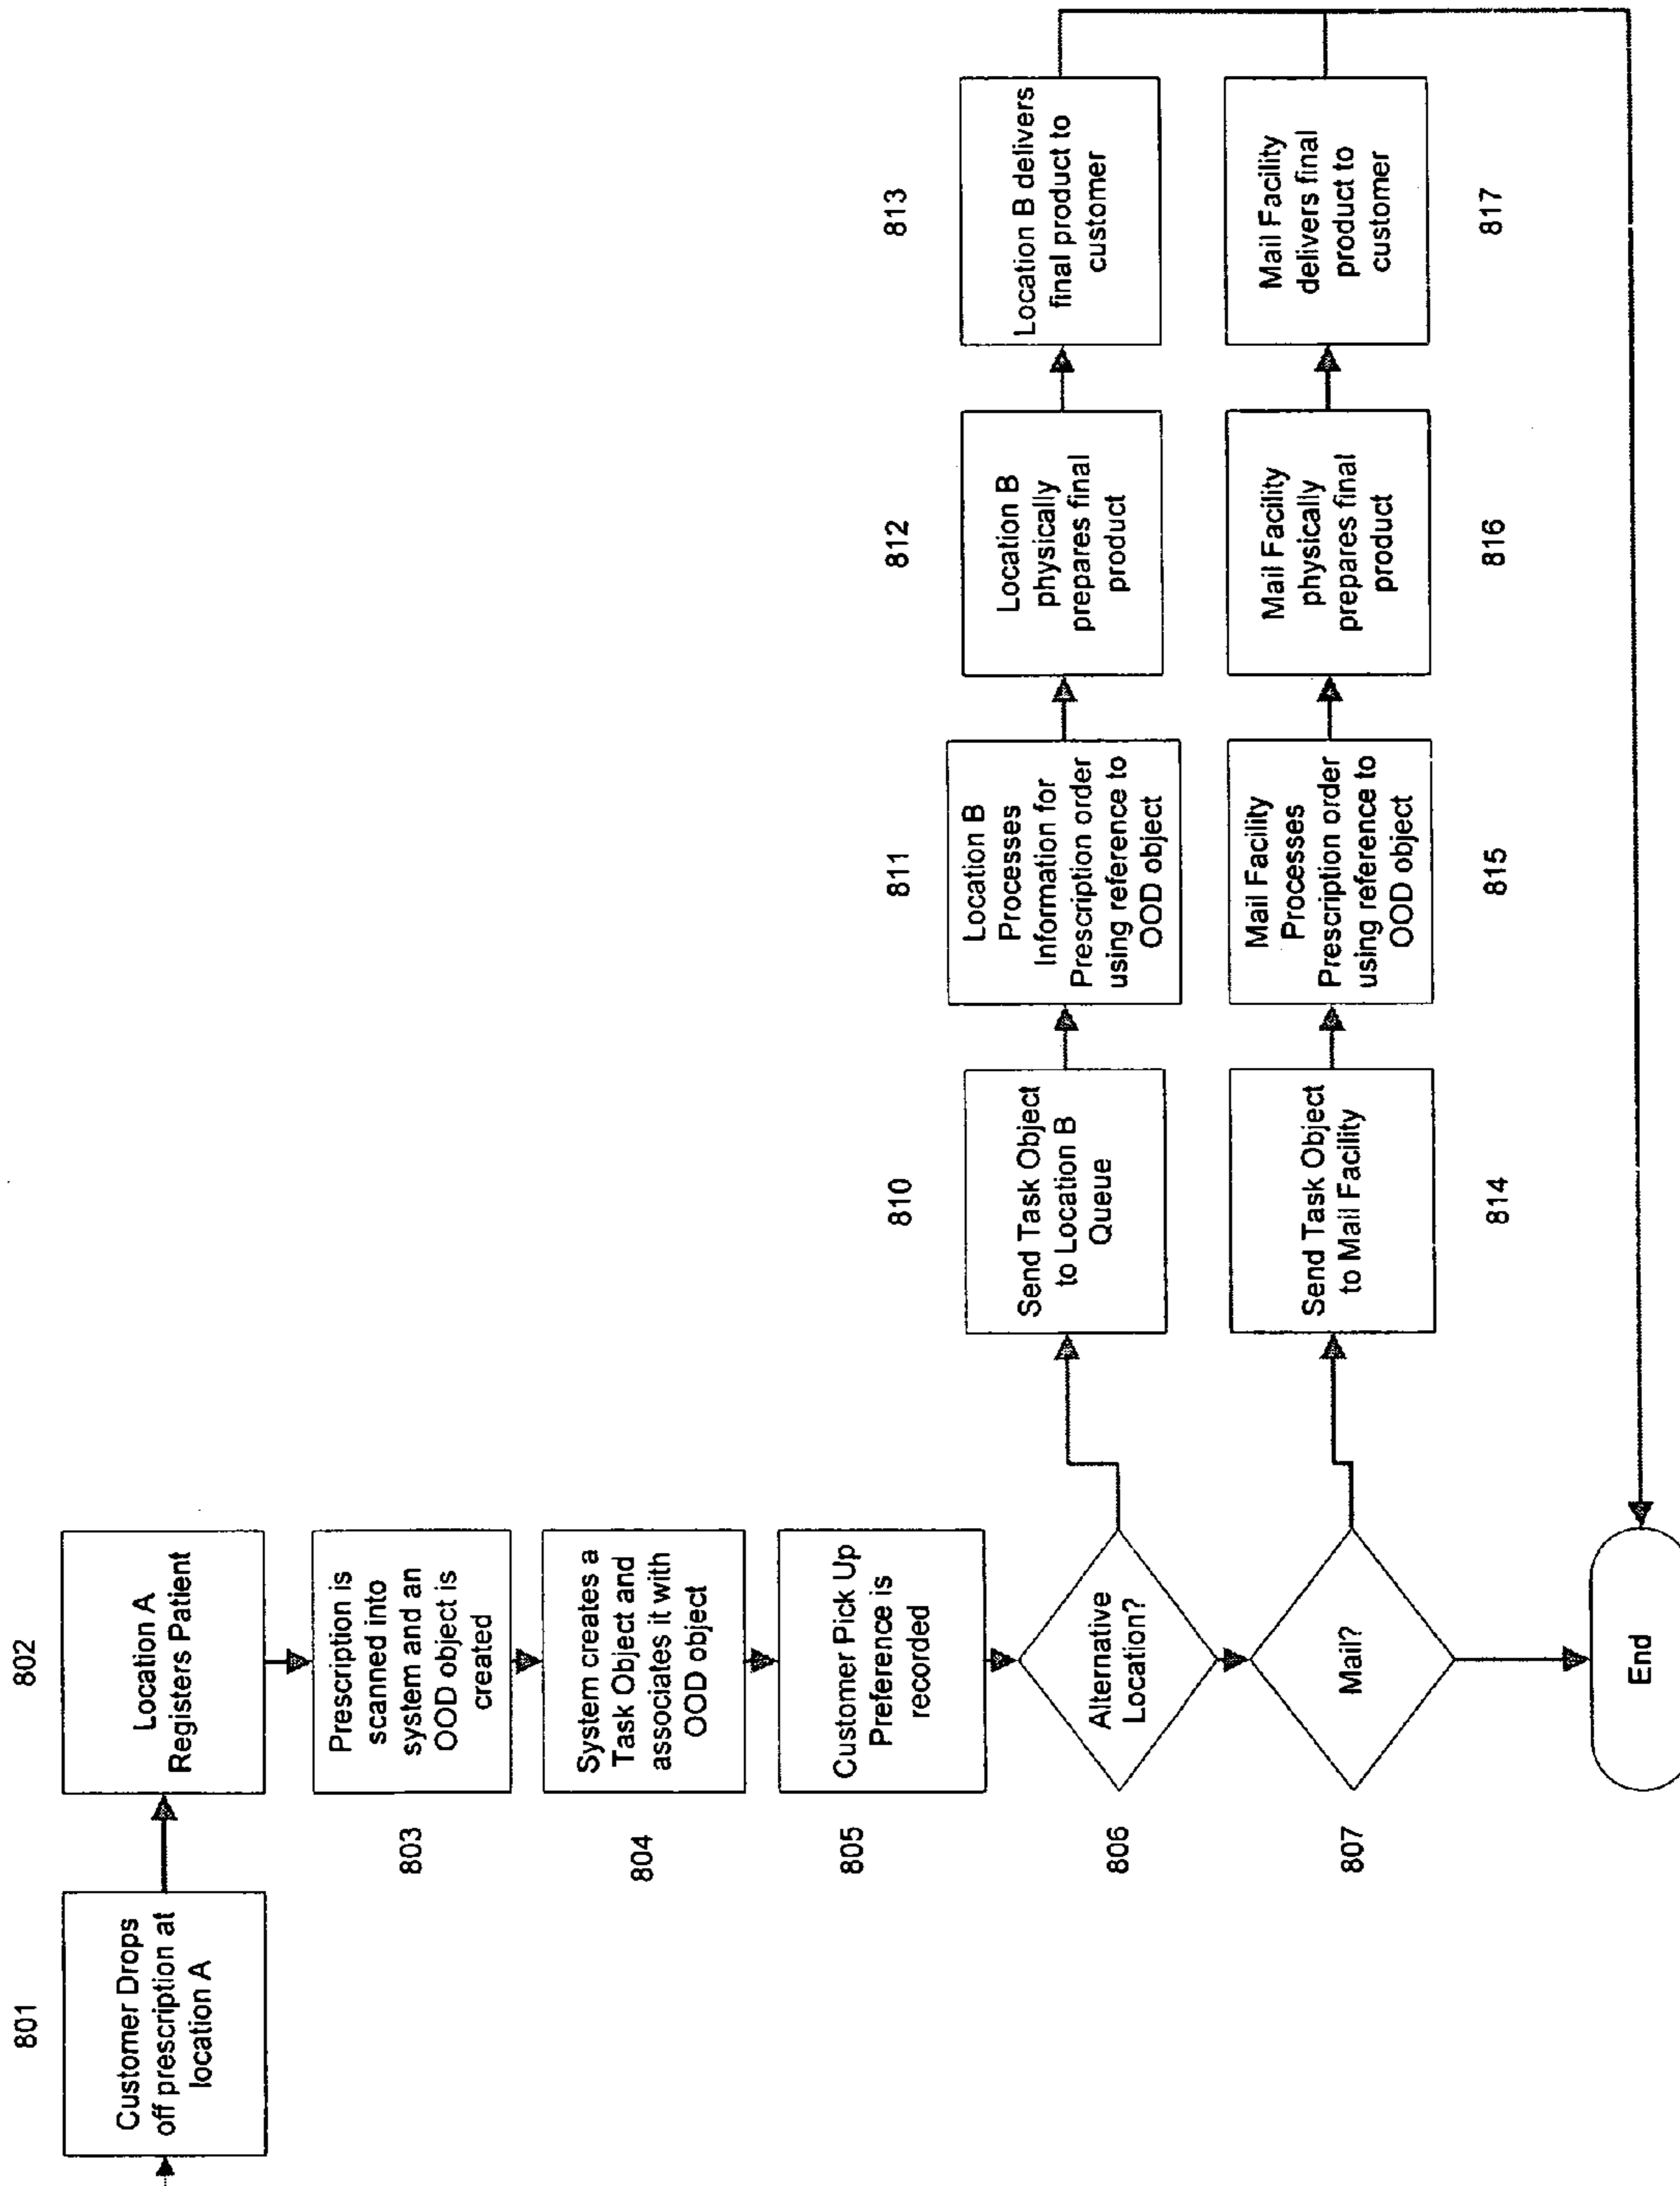 801
Customer Drops
off prescription at
location A
802
Location A
Registers Patient
803
Prescription is
scanned into
system and an
OOD object is
created
804
System creates a
Task Object and
associates it with
OOD object
805
Customer Pick Up
Preference is
recorded
806
Alternative
Location?
807
Mail?
810
Send Task Object
to Location B
Queue
811
Location B
Processes
Information for
Prescription order
using reference to
OOD object
812
Location B
physically
prepares final
product
813
Location B delivers
final product to
customer
814
Send Task Object
to Mail Facility
815
Mail Facility
Processes
Prescription order
using reference to
OOD object
816
Mail Facility
physically
prepares final
product
817
Mail Facility
delivers final
product to
customer
End